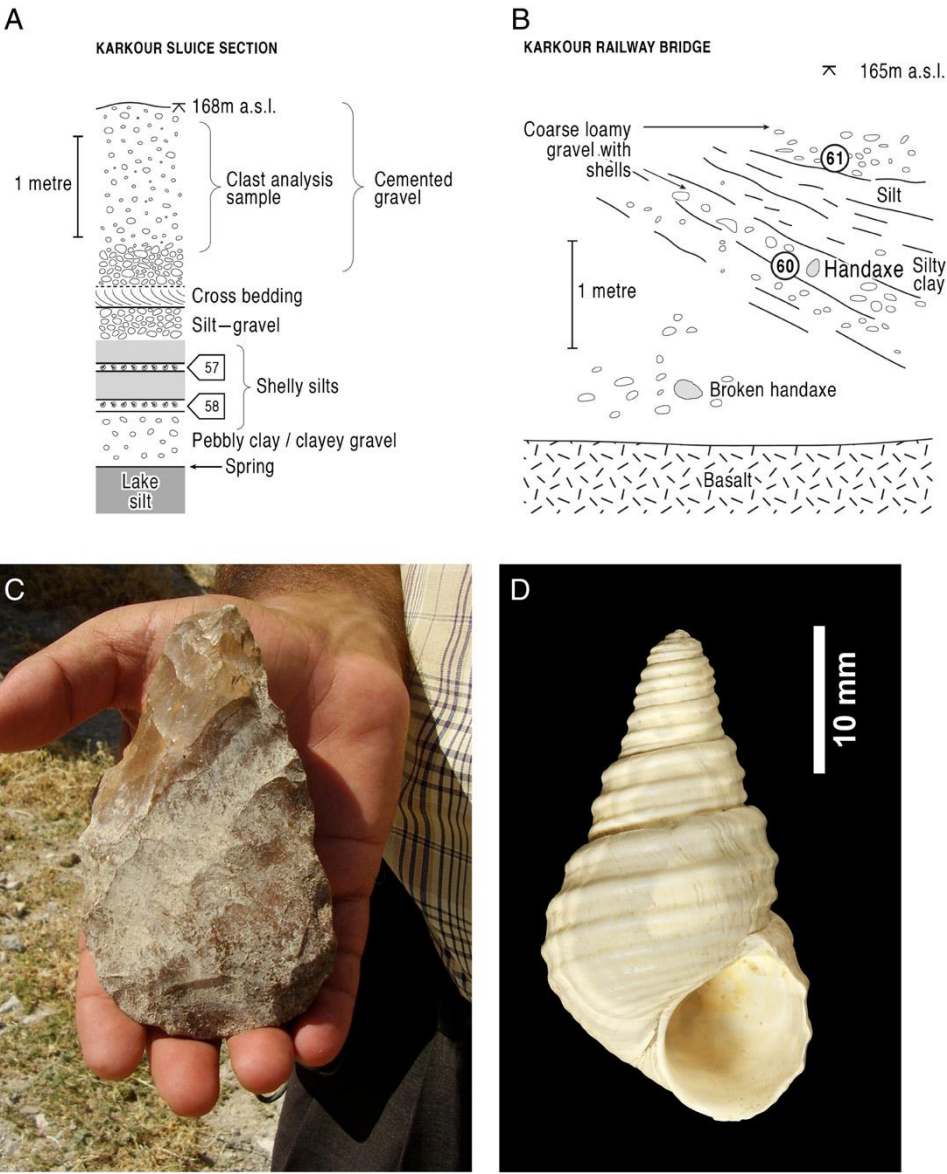 A
KARKOUR SLUICE SECTION
168m a.s.l.
1 metre
Clast analysis
sample
Cemented
gravel
Cross bedding
Silt–gravel
57
Shelly silts
58
Pebbly clay / clayey gravel
Spring
Lake
silt
B
KARKOUR RAILWAY BRIDGE
165m a.s.l.
Coarse loamy
gravel with
shells
61
Silt
60
Handaxe
Silty
clay
1 metre
Broken handaxe
Basalt
C
D
10 mm